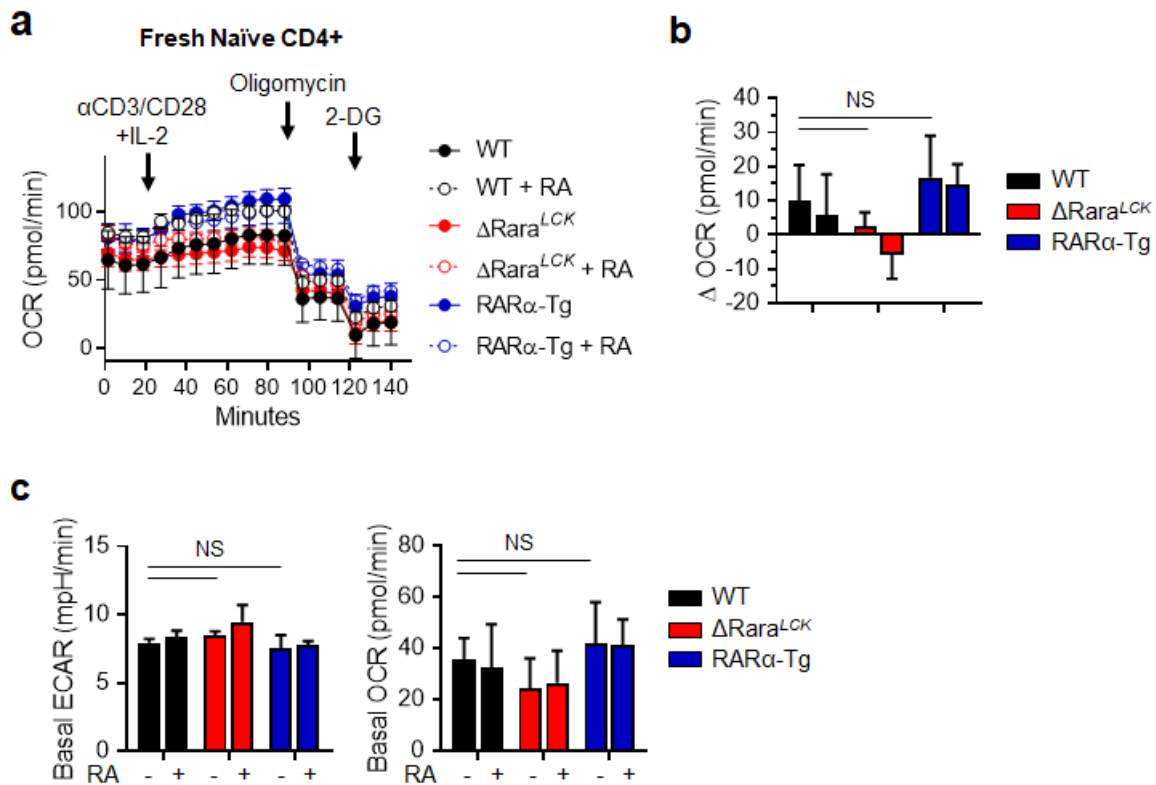 a
Fresh Naïve CD4+
αCD3/CD28
+IL-2
Oligomycin
2-DG
OCR (pmol/min)
100
50
0
0 20 40 60 80 100 120 140
Minutes
WT
WT + RA
ΔRara^LCK
ΔRara^LCK + RA
RARα-Tg
RARα-Tg + RA
b
NS
Δ OCR (pmol/min)
40
30
20
10
0
-10
-20
WT
ΔRara^LCK
RARα-Tg
c
NS
Basal ECAR (mpH/min)
15
10
5
0
RA - + - + - +
NS
Basal OCR (pmol/min)
80
60
40
20
0
RA - + - + - +
WT
ΔRara^LCK
RARα-Tg